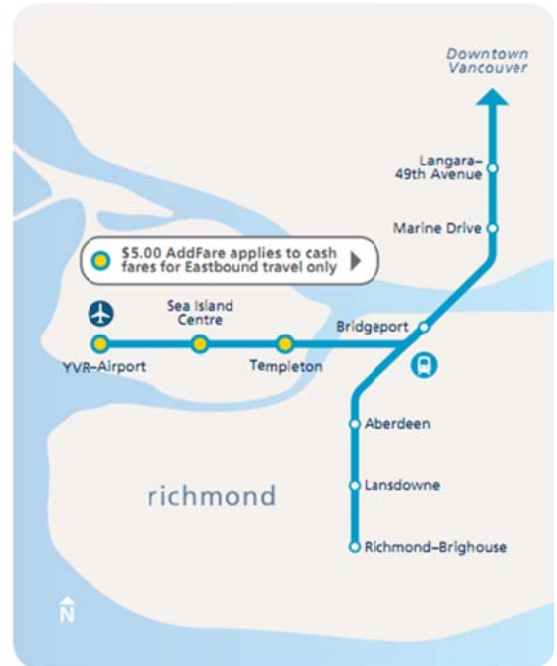 Downtown
Vancouver
Langara–
49th Avenue
Marine Drive
$5.00 AddFare applies to cash
fares for Eastbound travel only
Sea Island
Centre
Bridgeport
YVR–Airport
Templeton
Aberdeen
Lansdowne
richmond
Richmond–Brighouse
N